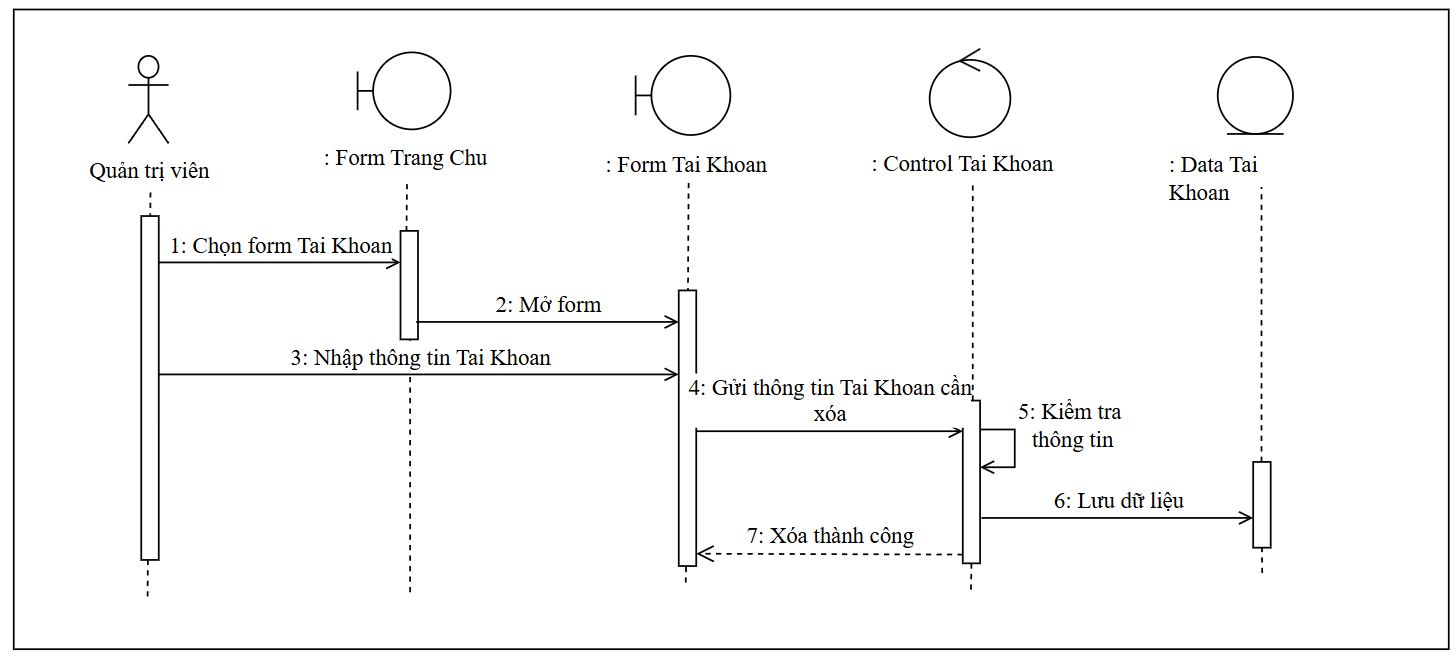 Quản trị viên
: Form Trang Chu
: Form Tai Khoan
: Control Tai Khoan
: Data Tai
Khoan
1: Chọn form Tai Khoan
2: Mở form
3: Nhập thông tin Tai Khoan
4: Gửi thông tin Tai Khoan cần
xóa
5: Kiểm tra
thông tin
6: Lưu dữ liệu
7: Xóa thành công